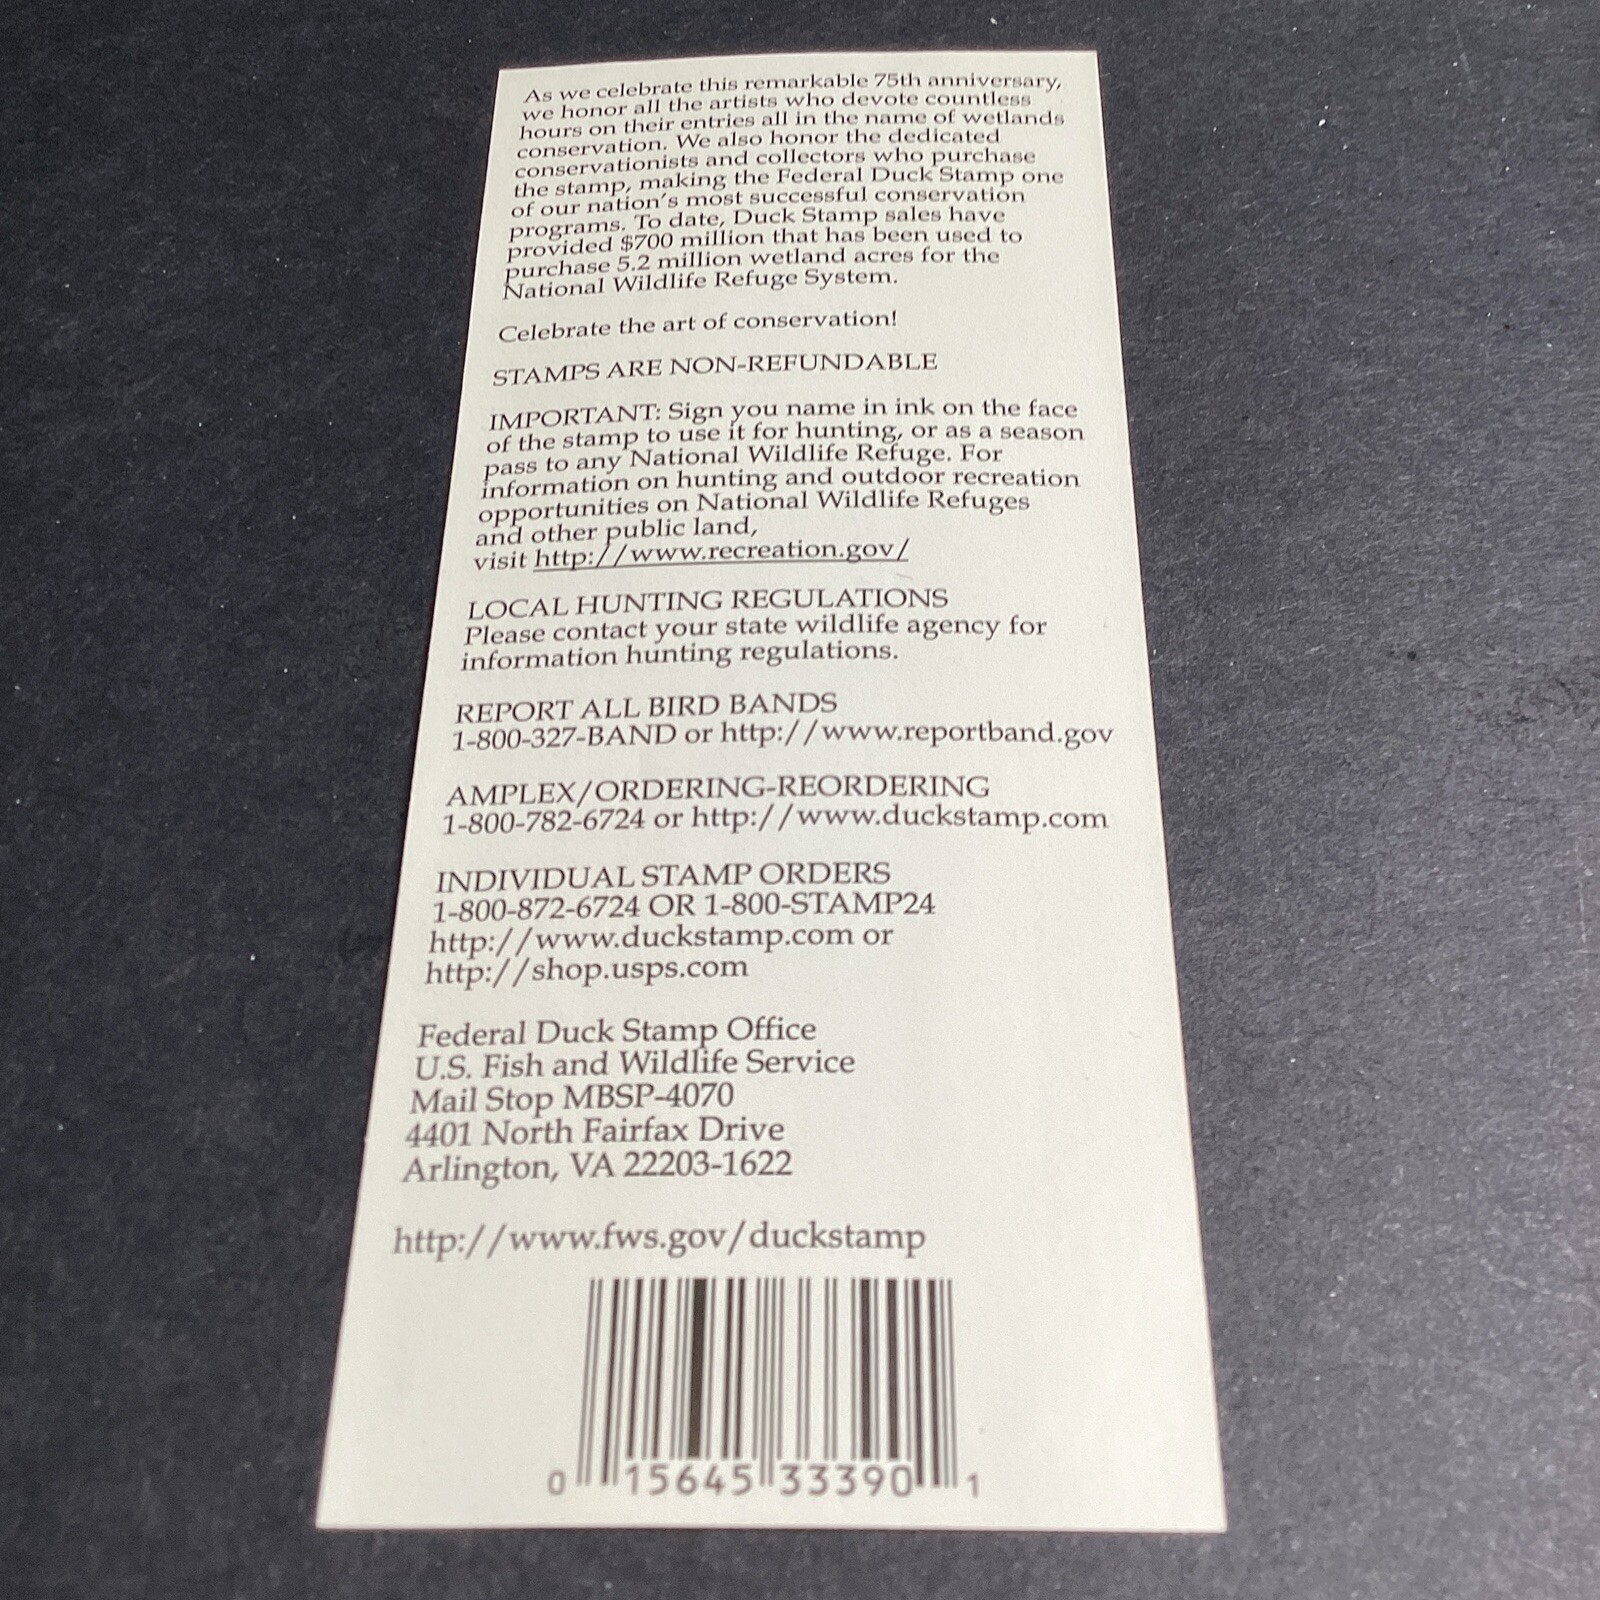 As we celebrate this remarkable 75th anniversary,
we honor all the artists who devote countless
hours on their entries all in the name of wetlands
conservation. We also honor the dedicated
conservationists and collectors who purchase
the stamp, making the Federal Duck Stamp one
of our nation's most successful conservation
programs. To date, Duck Stamp sales have
provided $700 million that has been used to
purchase 5.2 million wetland acres for the
National Wildlife Refuge System.
Celebrate the art of conservation!
STAMPS ARE NON-REFUNDABLE
IMPORTANT: Sign you name in ink on the face
of the stamp to use it for hunting, or as a season
pass to any National Wildlife Refuge. For
information on hunting and outdoor recreation
opportunities on National Wildlife Refuges
and other public land,
visit http://www.recreation.gov/
LOCAL HUNTING REGULATIONS
Please contact your state wildlife agency for
information hunting regulations.
REPORT ALL BIRD BANDS
1-800-327-BAND or http://www.reportband.gov
AMPLEX/ORDERING-REORDERING
1-800-782-6724 or http://www.duckstamp.com
INDIVIDUAL STAMP ORDERS
1-800-872-6724 OR 1-800-STAMP24
http://www.duckstamp.com or
http://shop.usps.com
Federal Duck Stamp Office
U.S. Fish and Wildlife Service
Mail Stop MBSP-4070
4401 North Fairfax Drive
Arlington, VA 22203-1622
http://www.fws.gov/duckstamp
0 15645 33390 1